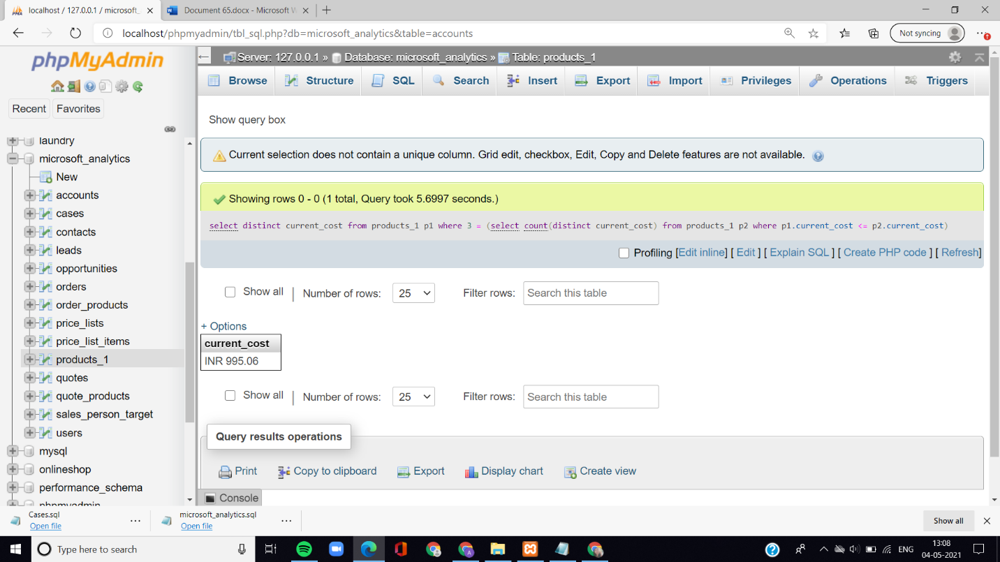 localhost / 127.0.0.1 / microsoft_
Document 65.docx - Microsoft W
localhost/phpmyadmin/tbl_sql.php?db=microsoft_analytics&table=accounts
Not syncing
phpMyAdmin
Recent
Favorites
laundry
microsoft_analytics
New
accounts
cases
contacts
leads
opportunities
orders
order_products
price_lists
price_list_items
products_1
quotes
quote_products
sales_person_target
users
mysql
onlineshop
performance_schema
phpmyadmin
Server: 127.0.0.1 » Database: microsoft_analytics » Table: products_1
Browse
Structure
SQL
Search
Insert
Export
Import
Privileges
Operations
Triggers
Show query box
Current selection does not contain a unique column. Grid edit, checkbox, Edit, Copy and Delete features are not available.
Showing rows 0 - 0 (1 total, Query took 5.6997 seconds.)
select distinct current_cost from products_1 p1 where 3 = (select count(distinct current_cost) from products_1 p2 where p1.current_cost <= p2.current_cost)
Profiling [Edit inline] [ Edit ] [ Explain SQL ] [ Create PHP code ] [ Refresh]
Show all | Number of rows: 25 Filter rows: Search this table
+ Options
current_cost
INR 995.06
Show all | Number of rows: 25 Filter rows: Search this table
Query results operations
Print
Copy to clipboard
Export
Display chart
Create view
Console
Cases.sql
Open file
microsoft_analytics.sql
Open file
Show all
Type here to search
ENG
13:08
04-05-2021